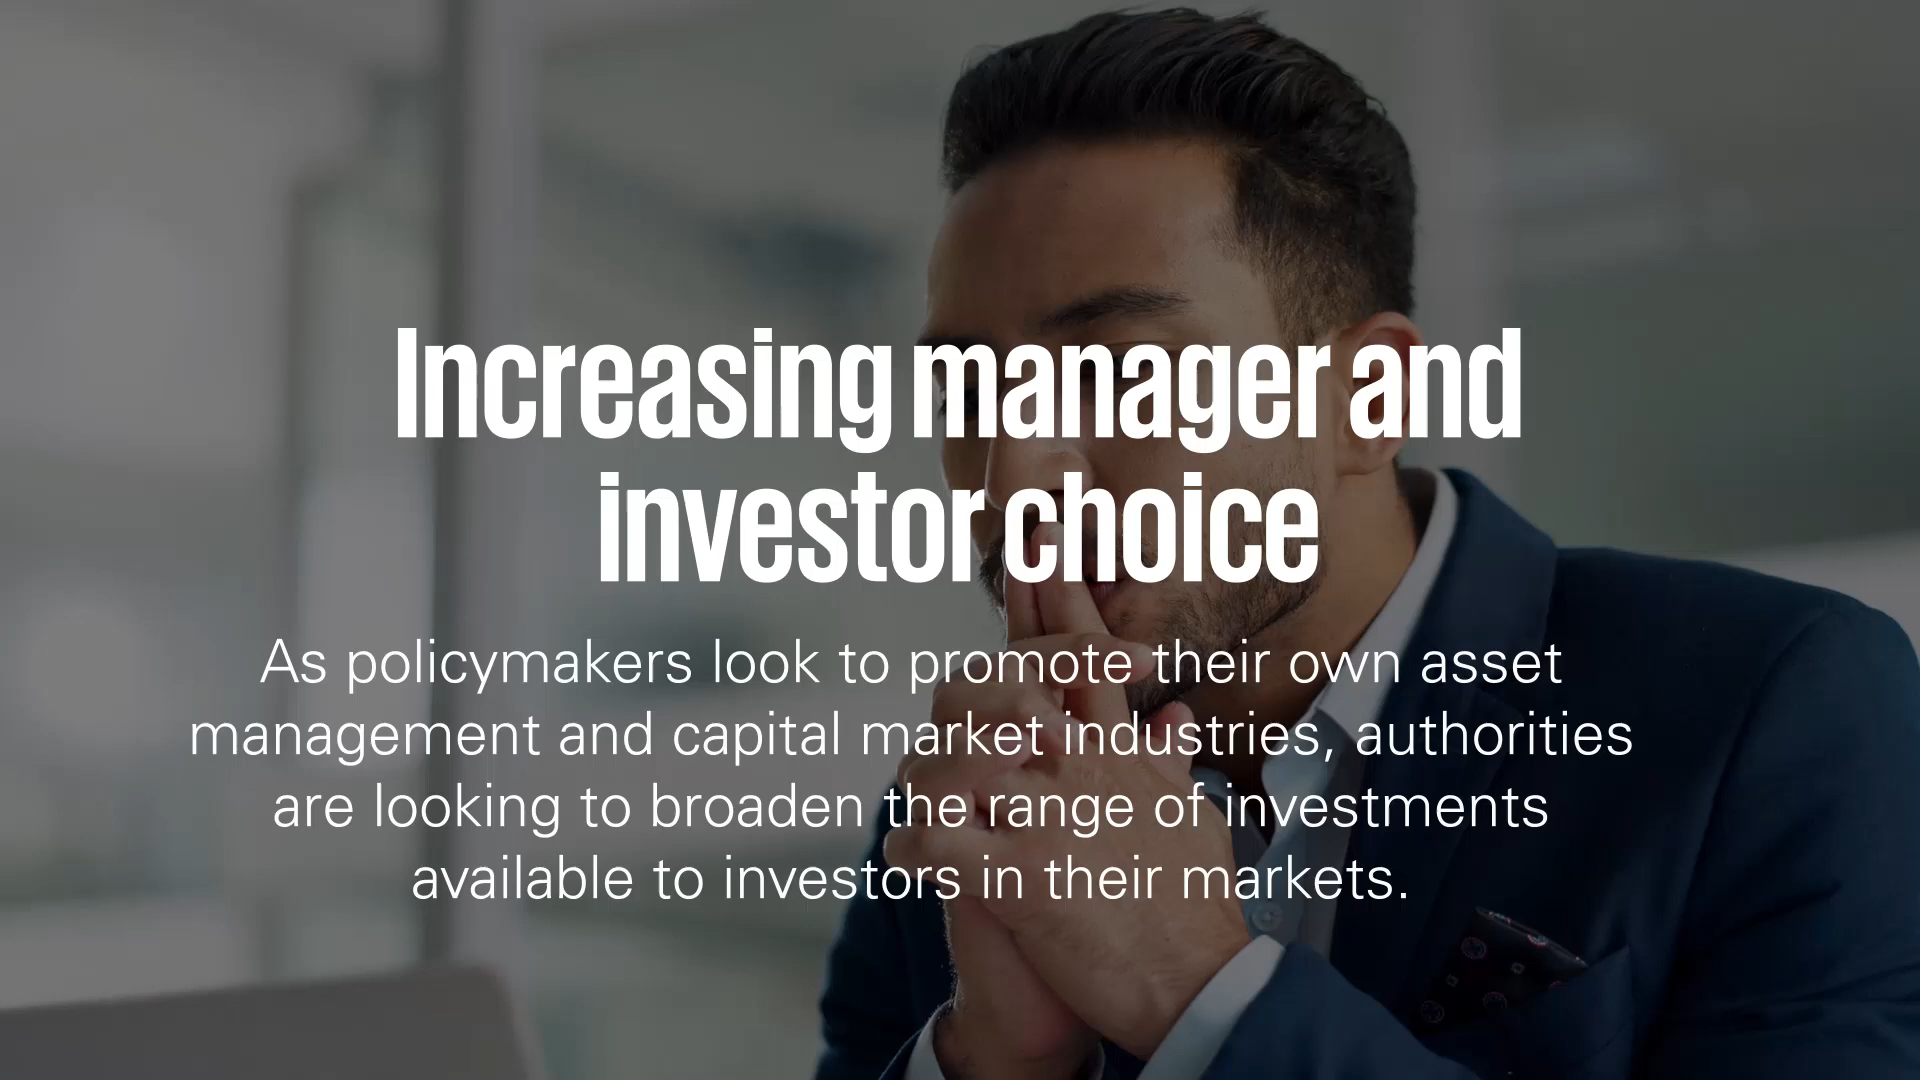 Increasing manager and
investor choice
As policymakers look to promote their own asset
management and capital market industries, authorities
are looking to broaden the range of investments
available to investors in their markets.